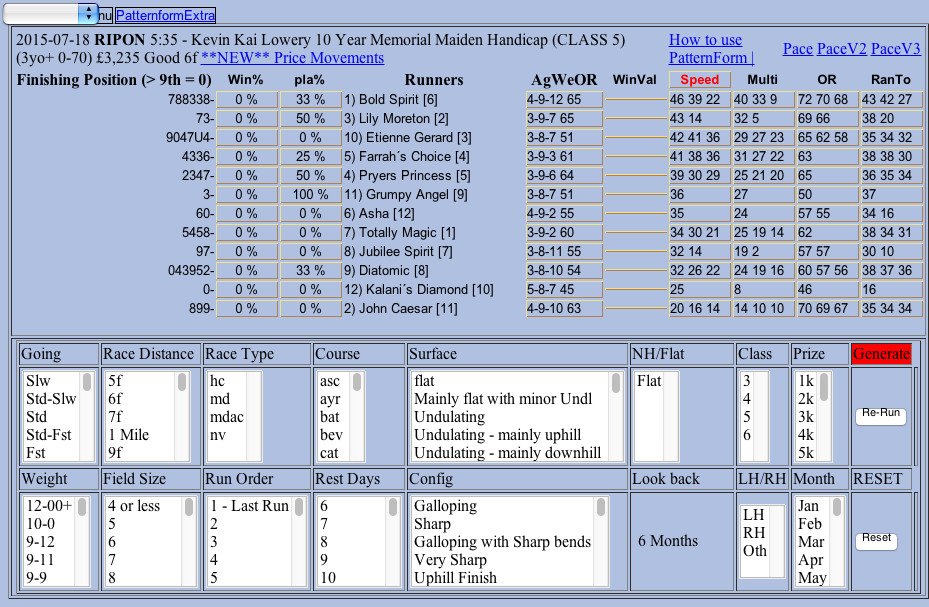 nu PatternformExtra
2015-07-18 RIPON 5:35 - Kevin Kai Lowery 10 Year Memorial Maiden Handicap (CLASS 5)
(3yo+ 0-70) £3,235 Good 6f **NEW** Price Movements
How to use
PatternForm |
Pace PaceV2 PaceV3
Finishing Position (> 9th = 0) Win% pla% Runners AgWeOR WinVal Speed Multi OR RanTo
788338- 0 % 33 % 1) Bold Spirit [6] 4-9-12 65 46 39 22 40 33 9 72 70 68 43 42 27
73- 0 % 50 % 3) Lily Moreton [2] 3-9-7 65 43 14 32 5 69 66 38 20
9047U4- 0 % 0 % 10) Etienne Gerard [3] 3-8-7 51 42 41 36 29 27 23 65 62 58 35 34 32
4336- 0 % 25 % 5) Farrah´s Choice [4] 3-9-3 61 41 38 36 31 27 22 63 38 38 30
2347- 0 % 50 % 4) Pryers Princess [5] 3-9-6 64 39 30 29 25 21 20 65 36 35 34
3- 0 % 100 % 11) Grumpy Angel [9] 3-8-7 51 36 27 50 37
60- 0 % 0 % 6) Asha [12] 4-9-2 55 35 24 57 55 34 16
5458- 0 % 0 % 7) Totally Magic [1] 3-9-2 60 34 30 21 25 19 14 62 38 34 31
97- 0 % 0 % 8) Jubilee Spirit [7] 3-8-11 55 32 14 19 2 57 57 30 10
043952- 0 % 33 % 9) Diatomic [8] 3-8-10 54 32 26 22 24 19 16 60 57 56 38 37 36
0- 0 % 0 % 12) Kalani´s Diamond [10] 5-8-7 45 25 8 46 16
899- 0 % 0 % 2) John Caesar [11] 4-9-10 63 20 16 14 14 10 10 70 69 67 35 34 34
Going Race Distance Race Type Course Surface NH/Flat Class Prize Generate
Slw 5f hc asc flat Flat 3 1k
Std-Slw 6f md ayr Mainly flat with minor Undl 4 2k
Std 7f mdac bat Undulating 5 3k Re-Run
Std-Fst 1 Mile nv bev Undulating - mainly uphill 6 4k
Fst 9f cat Undulating - mainly downhill 5k
Weight Field Size Run Order Rest Days Config Look back LH/RH Month RESET
12-00+ 4 or less 1 - Last Run 6 Galloping LH Jan
10-0 5 2 7 Sharp RH Feb
9-12 6 3 8 Galloping with Sharp bends 6 Months Oth Mar Reset
9-11 7 4 9 Very Sharp Apr
9-9 8 5 10 Uphill Finish May